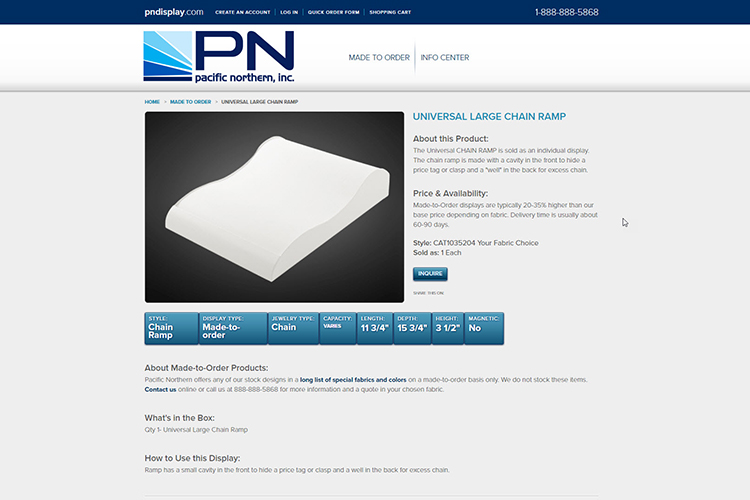 pndisplay.com CREATE AN ACCOUNT | LOG IN | QUICK ORDER FORM | SHOPPING CART 1-888-888-5868
PN
pacific northern, inc.
MADE TO ORDER | INFO CENTER
HOME > MADE TO ORDER > UNIVERSAL LARGE CHAIN RAMP
UNIVERSAL LARGE CHAIN RAMP
About this Product:
The Universal CHAIN RAMP is sold as an individual display.
The chain ramp is made with a cavity in the front to hide a
price tag or clasp and a "well" in the back for excess chain.
Price & Availability:
Made-to-Order displays are typically 20-35% higher than our
base price depending on fabric. Delivery time is usually about
60-90 days.
Style: CAT1035204 Your Fabric Choice
Sold as: 1 Each
INQUIRE
SHARE THIS ON:
STYLE: Chain Ramp
DISPLAY TYPE: Made-to-order
JEWELRY TYPE: Chain
CAPACITY: VARIES
LENGTH: 11 3/4"
DEPTH: 15 3/4"
HEIGHT: 3 1/2"
MAGNETIC: No
About Made-to-Order Products:
Pacific Northern offers any of our stock designs in a long list of special fabrics and colors on a made-to-order basis only. We do not stock these items.
Contact us online or call us at 888-888-5868 for more information and a quote in your chosen fabric.
What's in the Box:
Qty 1- Universal Large Chain Ramp
How to Use this Display:
Ramp has a small cavity in the front to hide a price tag or clasp and a well in the back for excess chain.